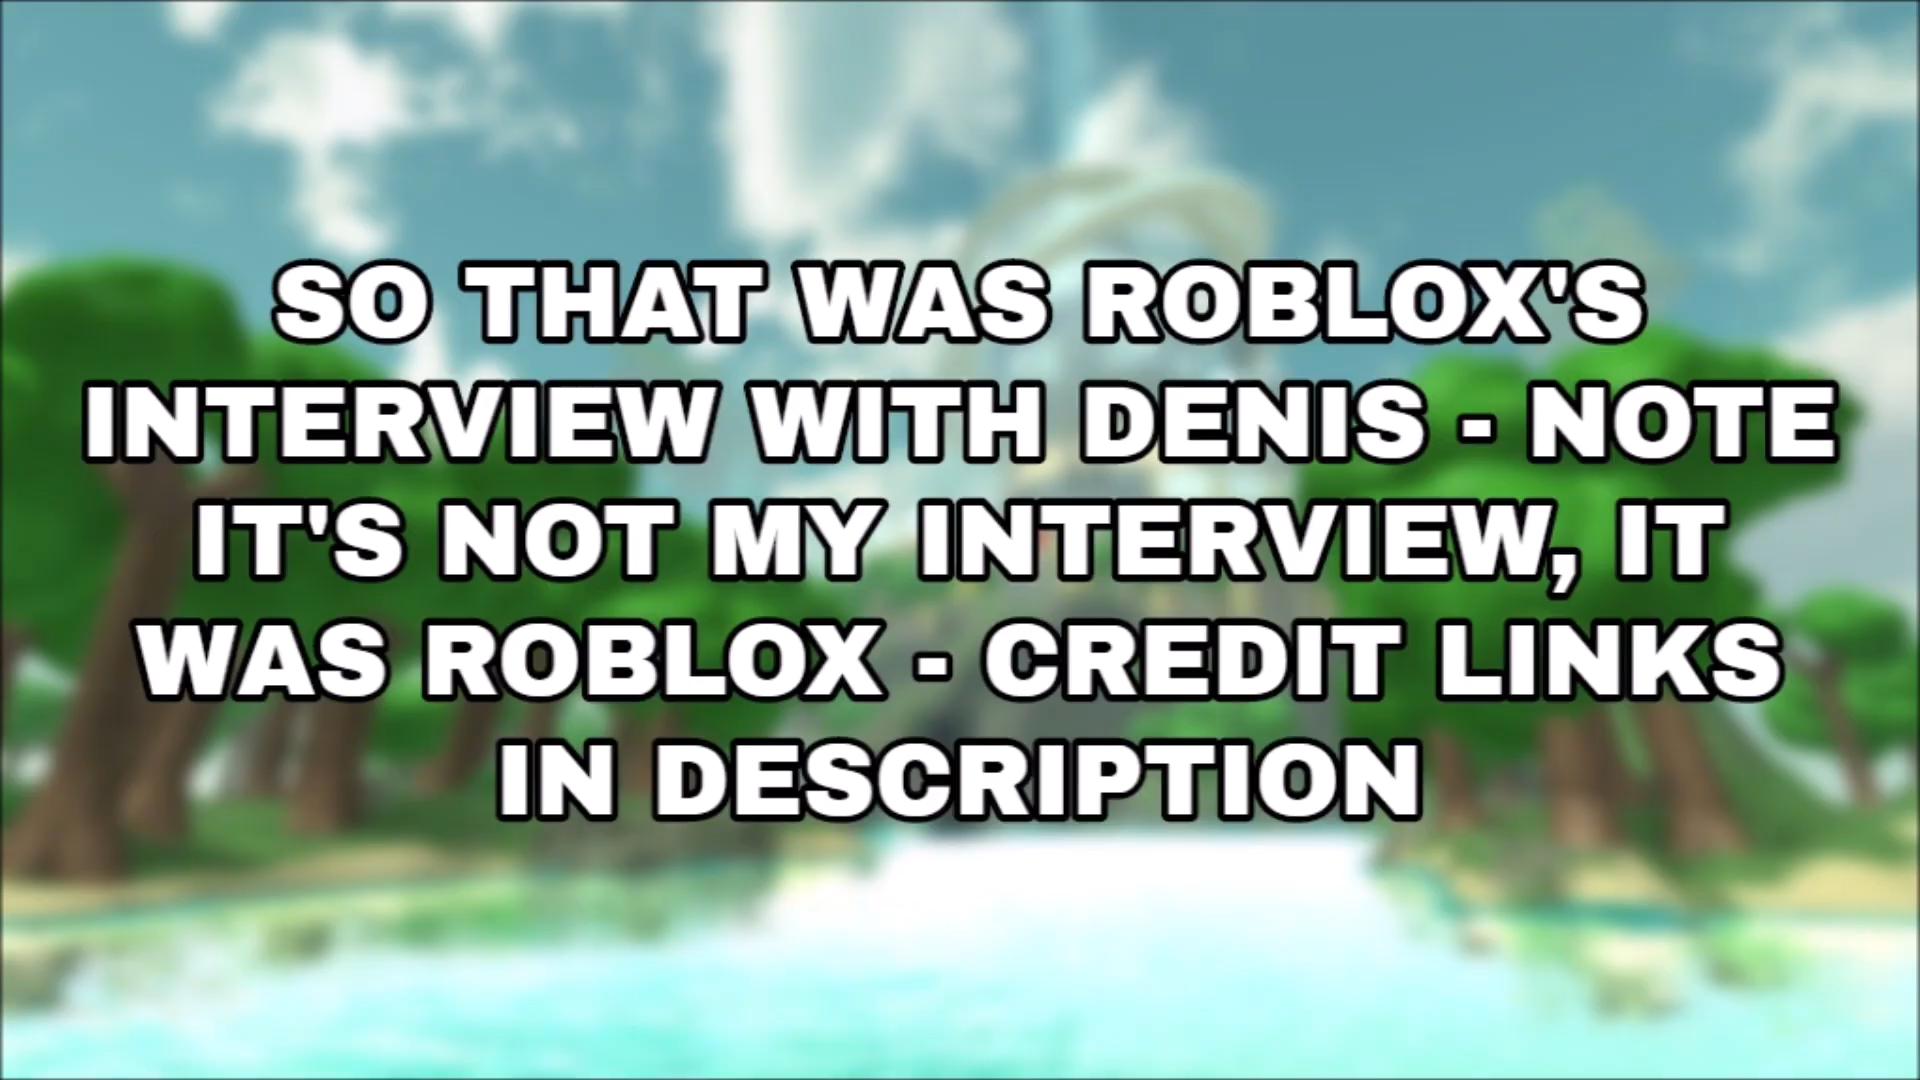 SO THAT WAS ROBLOX'S
INTERVIEW WITH DENIS - NOTE
IT'S NOT MY INTERVIEW, IT
WAS ROBLOX - CREDIT LINKS
IN DESCRIPTION